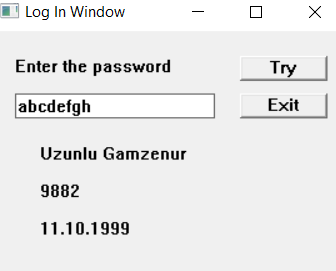 Log In Window
Enter the password
Try
abcdefgh
Exit
Uzunlu Gamzenur
9882
11.10.1999